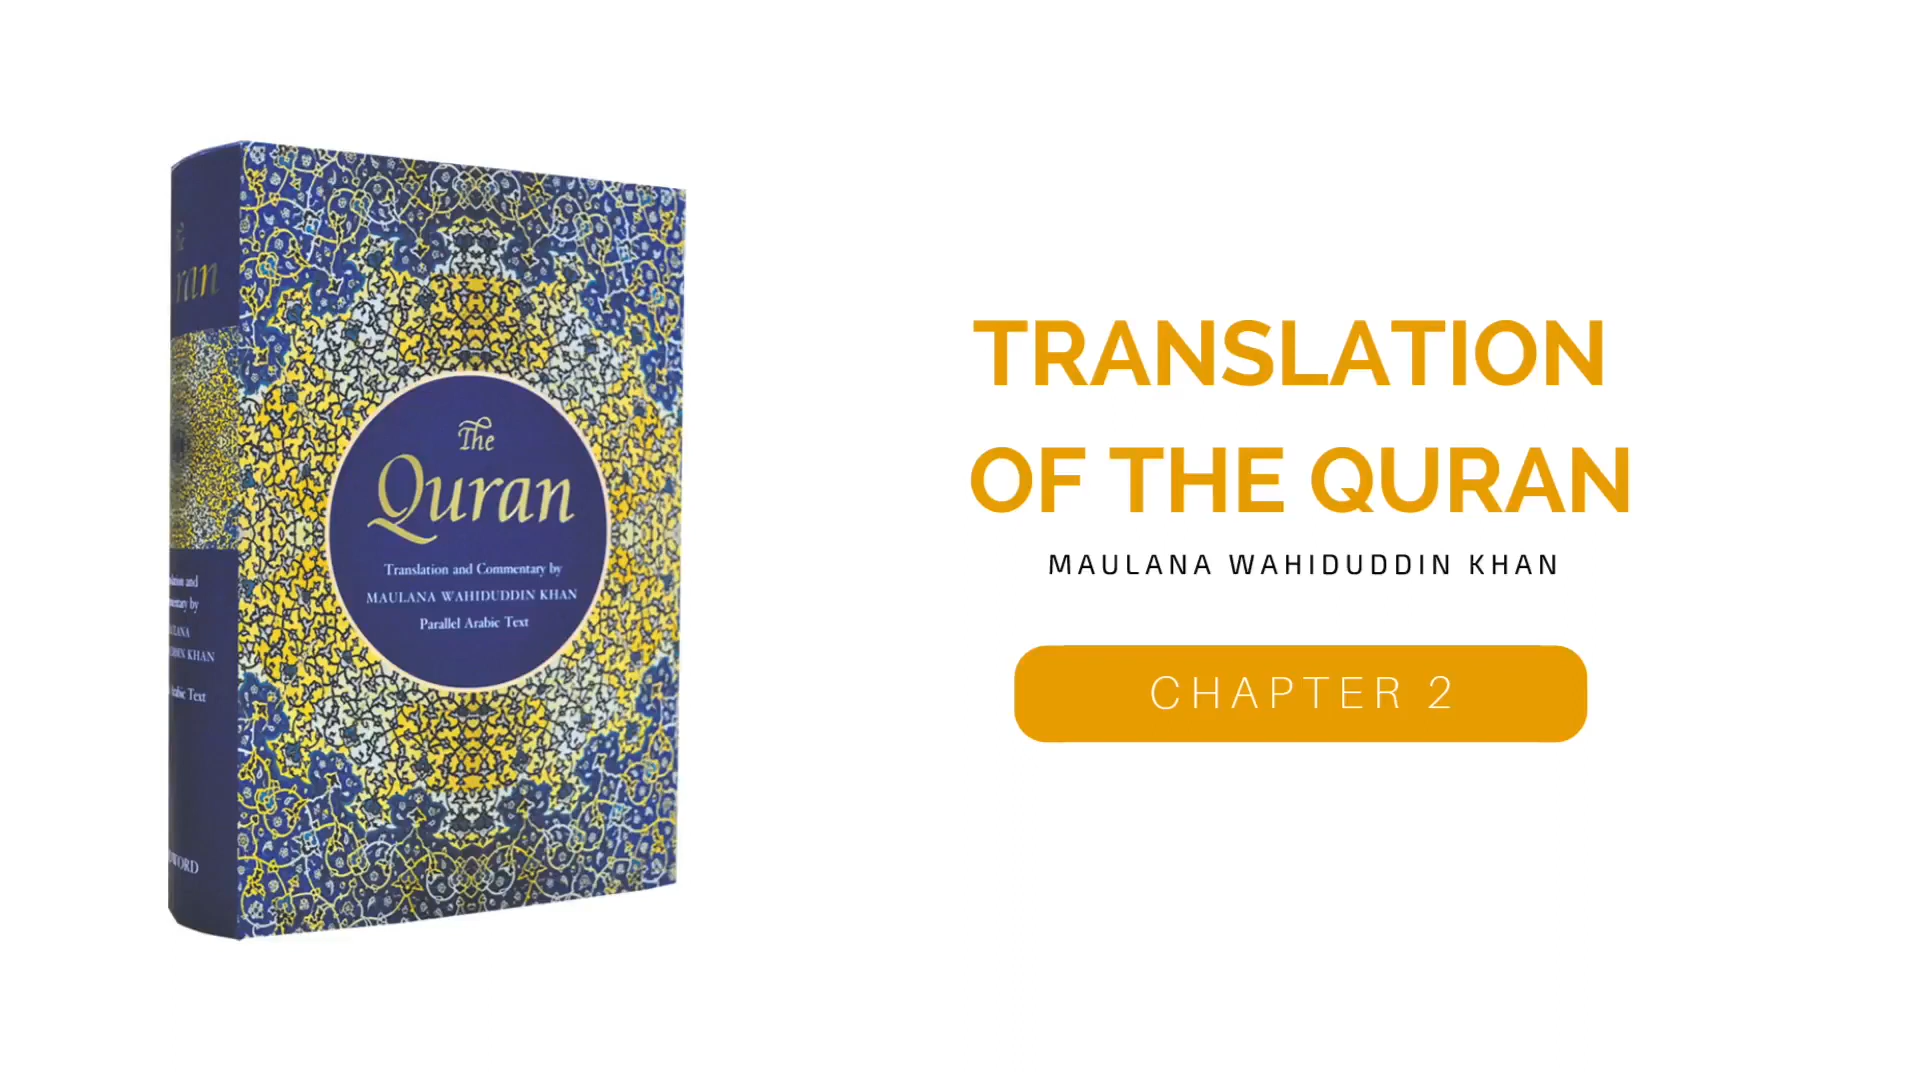 The
Quran
Translation and Commentary by
MAULANA WAHIDUDDIN KHAN
Parallel Arabic Text
TRANSLATION
OF THE QURAN
MAULANA WAHIDUDDIN KHAN
CHAPTER 2